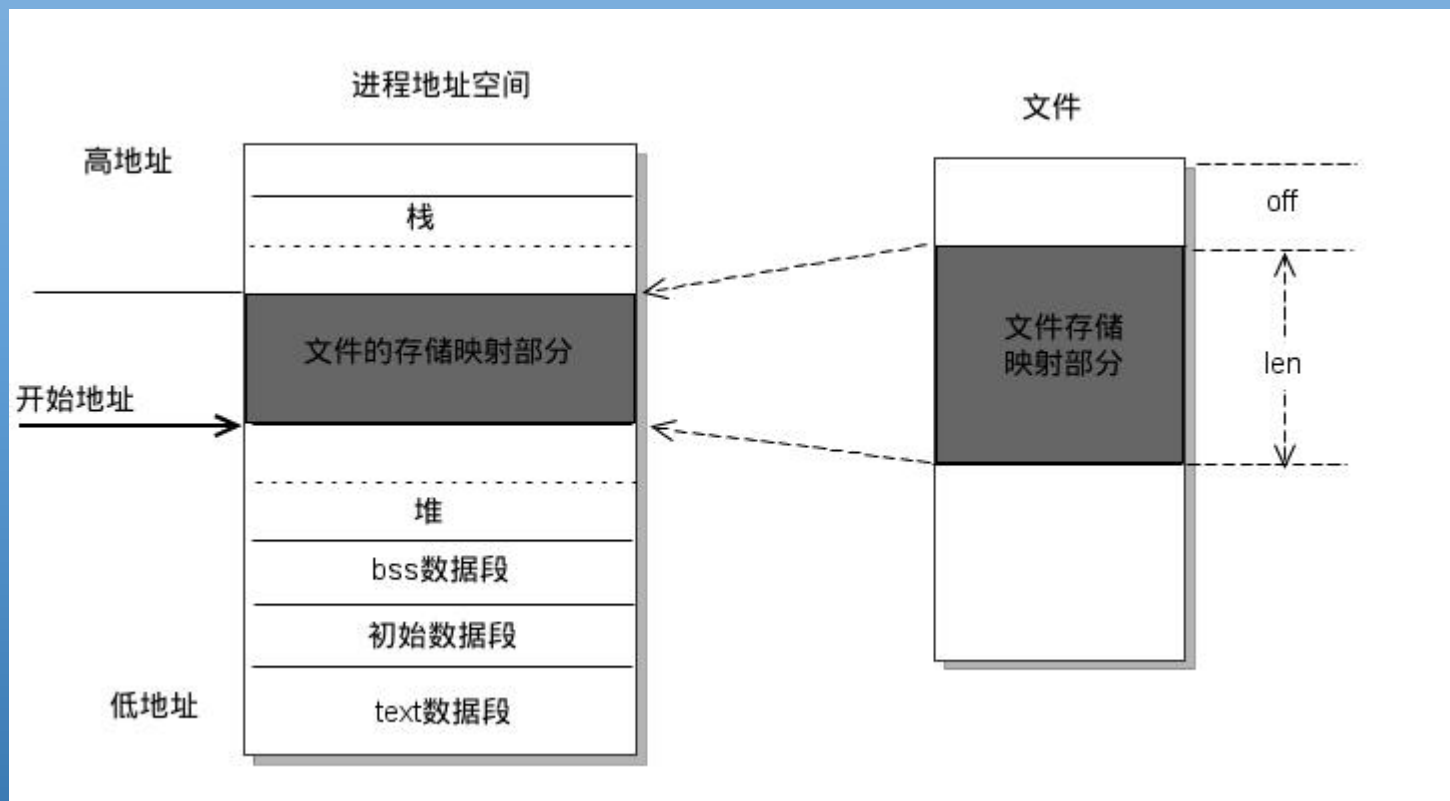 进程地址空间
文件
高地址
off
栈
文件的存储映射部分
文件存储
映射部分
len
开始地址
堆
bss数据段
初始数据段
低地址
text数据段